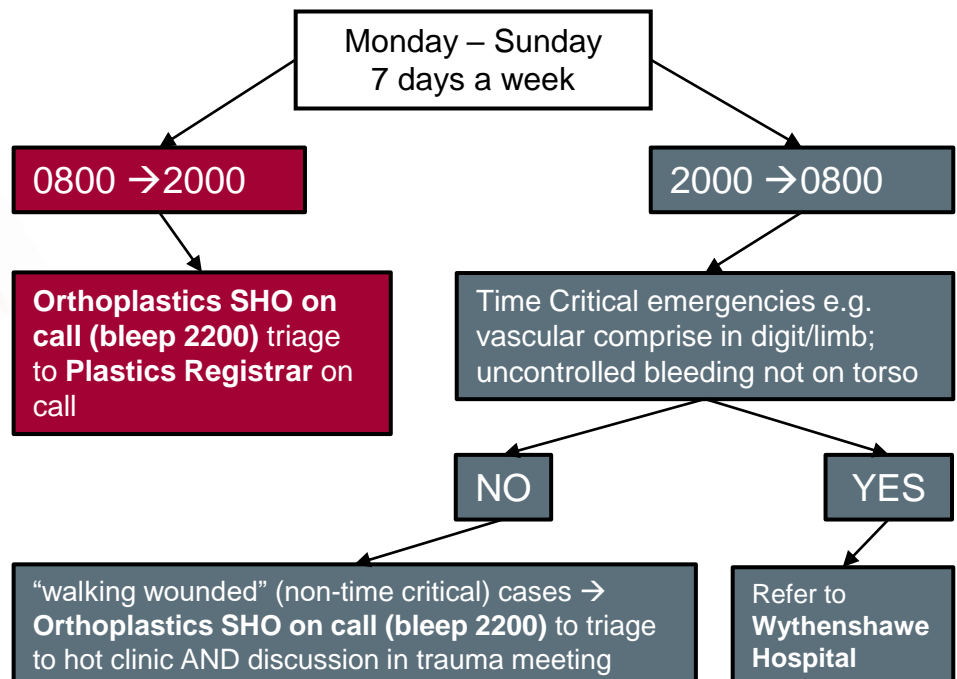 Monday – Sunday
7 days a week
0800 →2000
2000 →0800
Orthoplastics SHO on
call (bleep 2200) triage
to Plastics Registrar on
call
Time Critical emergencies e.g.
vascular comprise in digit/limb;
uncontrolled bleeding not on torso
NO
YES
“walking wounded” (non-time critical) cases →
Orthoplastics SHO on call (bleep 2200) to triage
to hot clinic AND discussion in trauma meeting
Refer to
Wythenshawe
Hospital